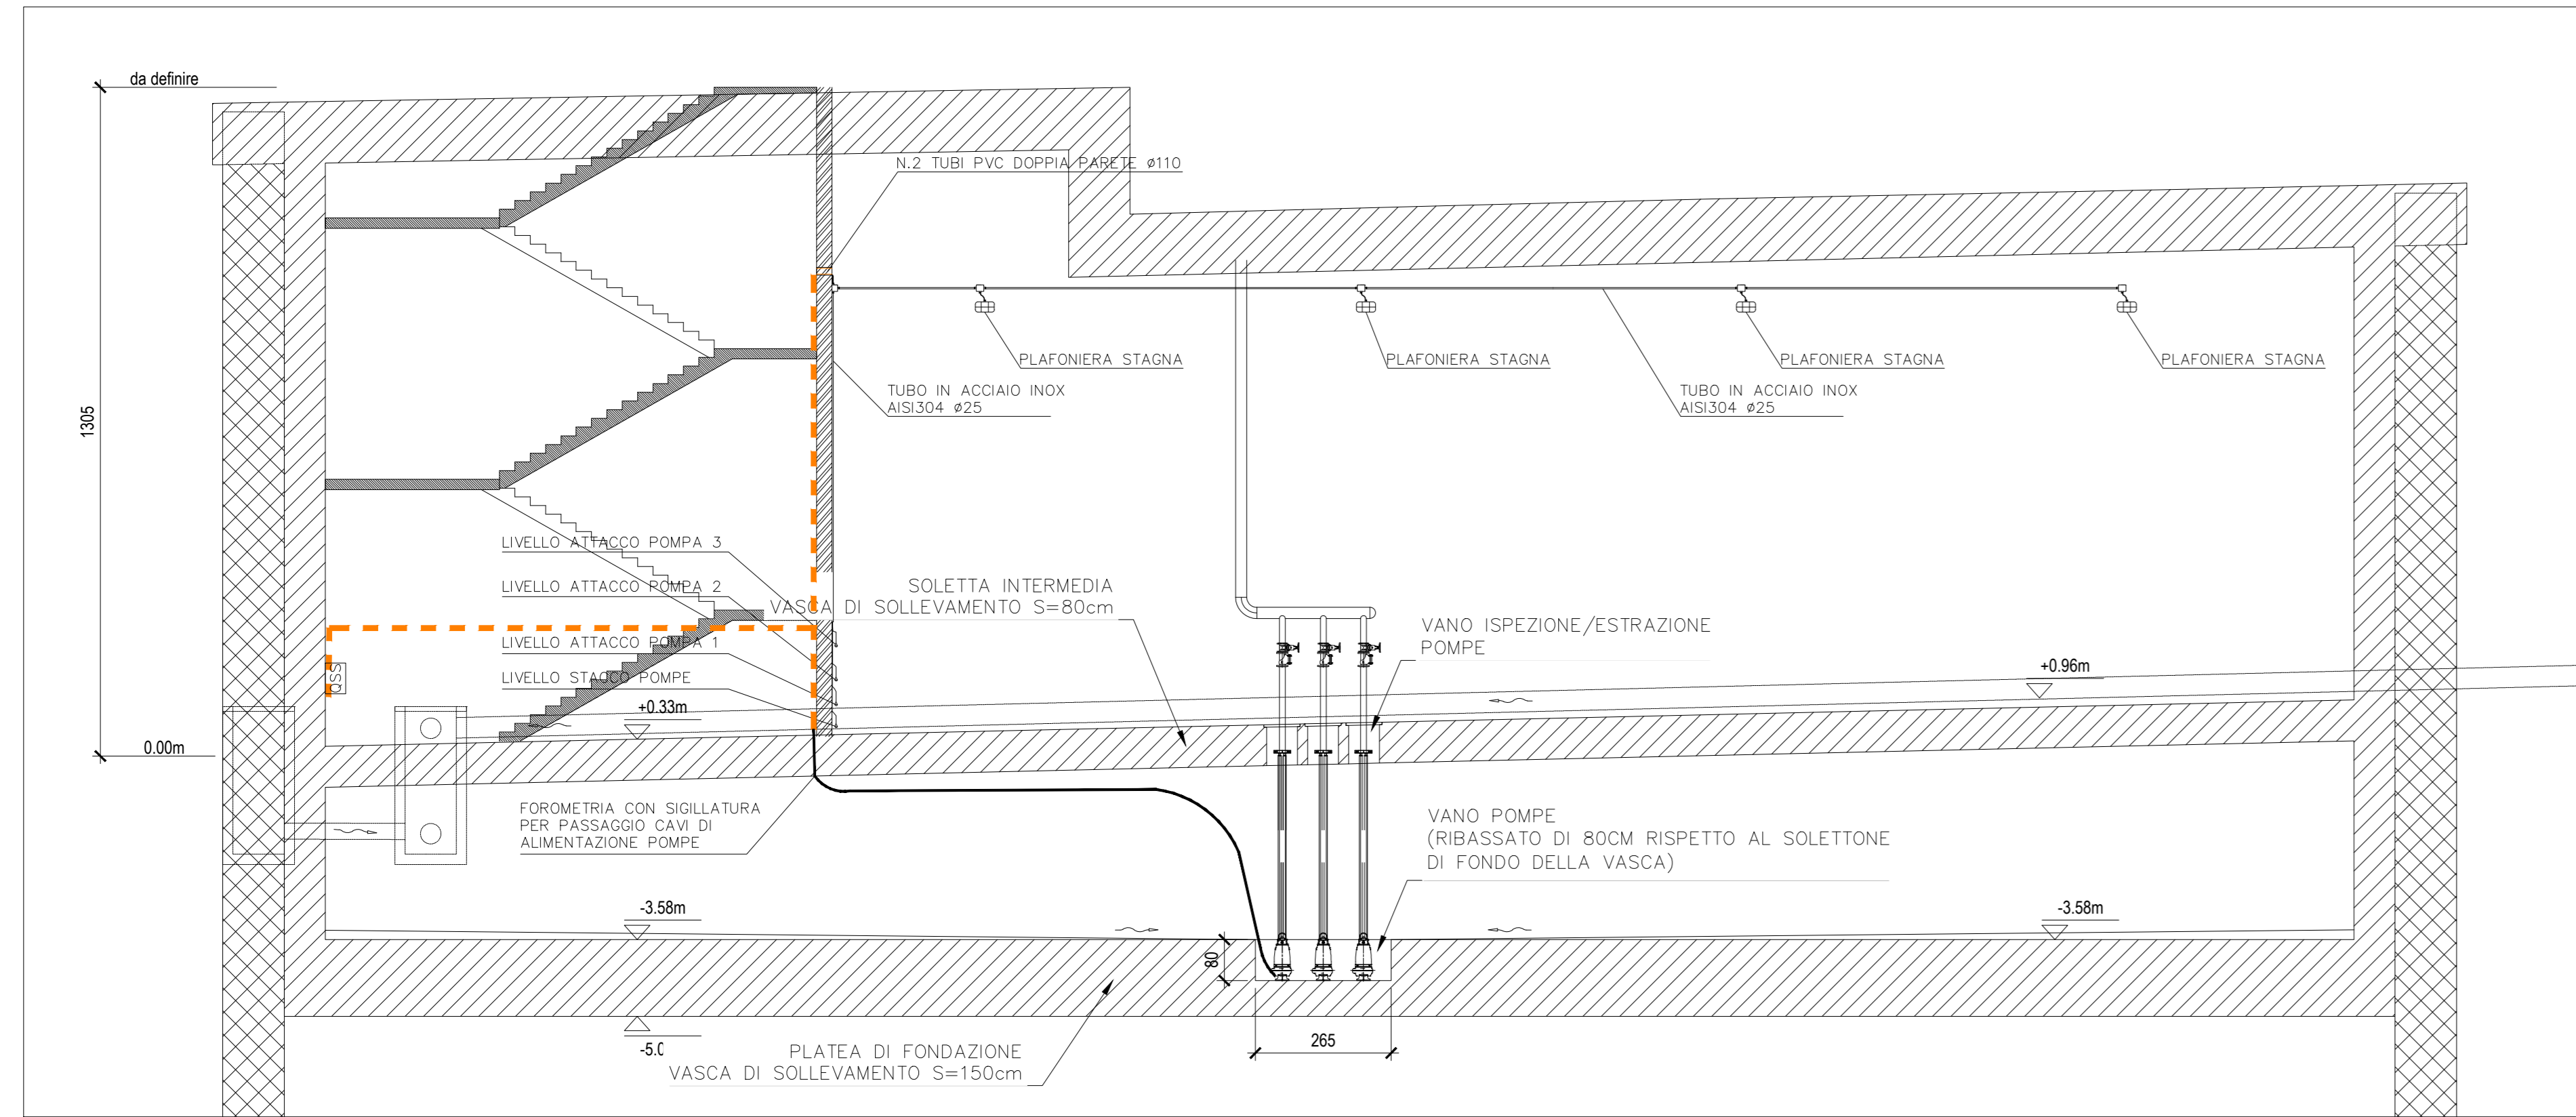 da definire
N.2 TUBI PVC DOPPIA PARETE ø110
PLAFONIERA STAGNA
PLAFONIERA STAGNA
PLAFONIERA STAGNA
PLAFONIERA STAGNA
TUBO IN ACCIAIO INOX
AISI304 ø25
TUBO IN ACCIAIO INOX
AISI304 ø25
1305
LIVELLO ATTACCO POMPA 3
LIVELLO ATTACCO POMPA 2
SOLETTA INTERMEDIA
VASCA DI SOLLEVAMENTO S=80cm
LIVELLO ATTACCO POMPA 1
LIVELLO STACCO POMPE
VANO ISPEZIONE/ESTRAZIONE
POMPE
QSS
+0.96m
+0.33m
0.00m
FOROMETRIA CON SIGILLATURA
PER PASSAGGIO CAVI DI
ALIMENTAZIONE POMPE
VANO POMPE
(RIBASSATO DI 80CM RISPETTO AL SOLETTONE
DI FONDO DELLA VASCA)
-3.58m
-3.58m
80
-5.0
265
PLATEA DI FONDAZIONE
VASCA DI SOLLEVAMENTO S=150cm